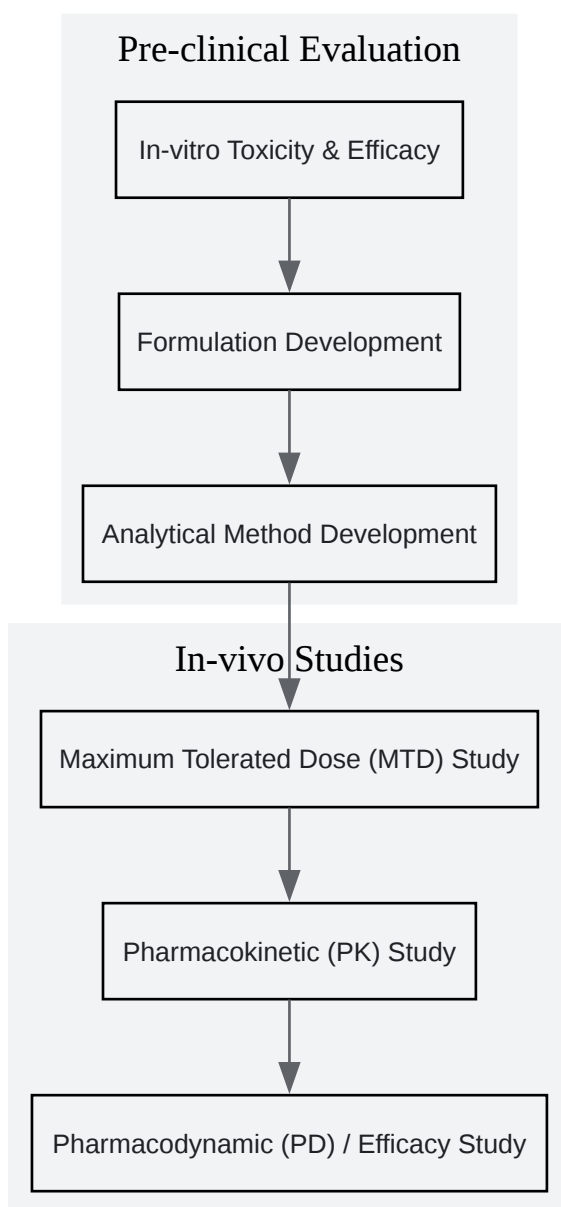 Pre-clinical Evaluation
In-vitro Toxicity & Efficacy
Formulation Development
Analytical Method Development
In-vivo Studies
Maximum Tolerated Dose (MTD) Study
Pharmacokinetic (PK) Study
Pharmacodynamic (PD) / Efficacy Study